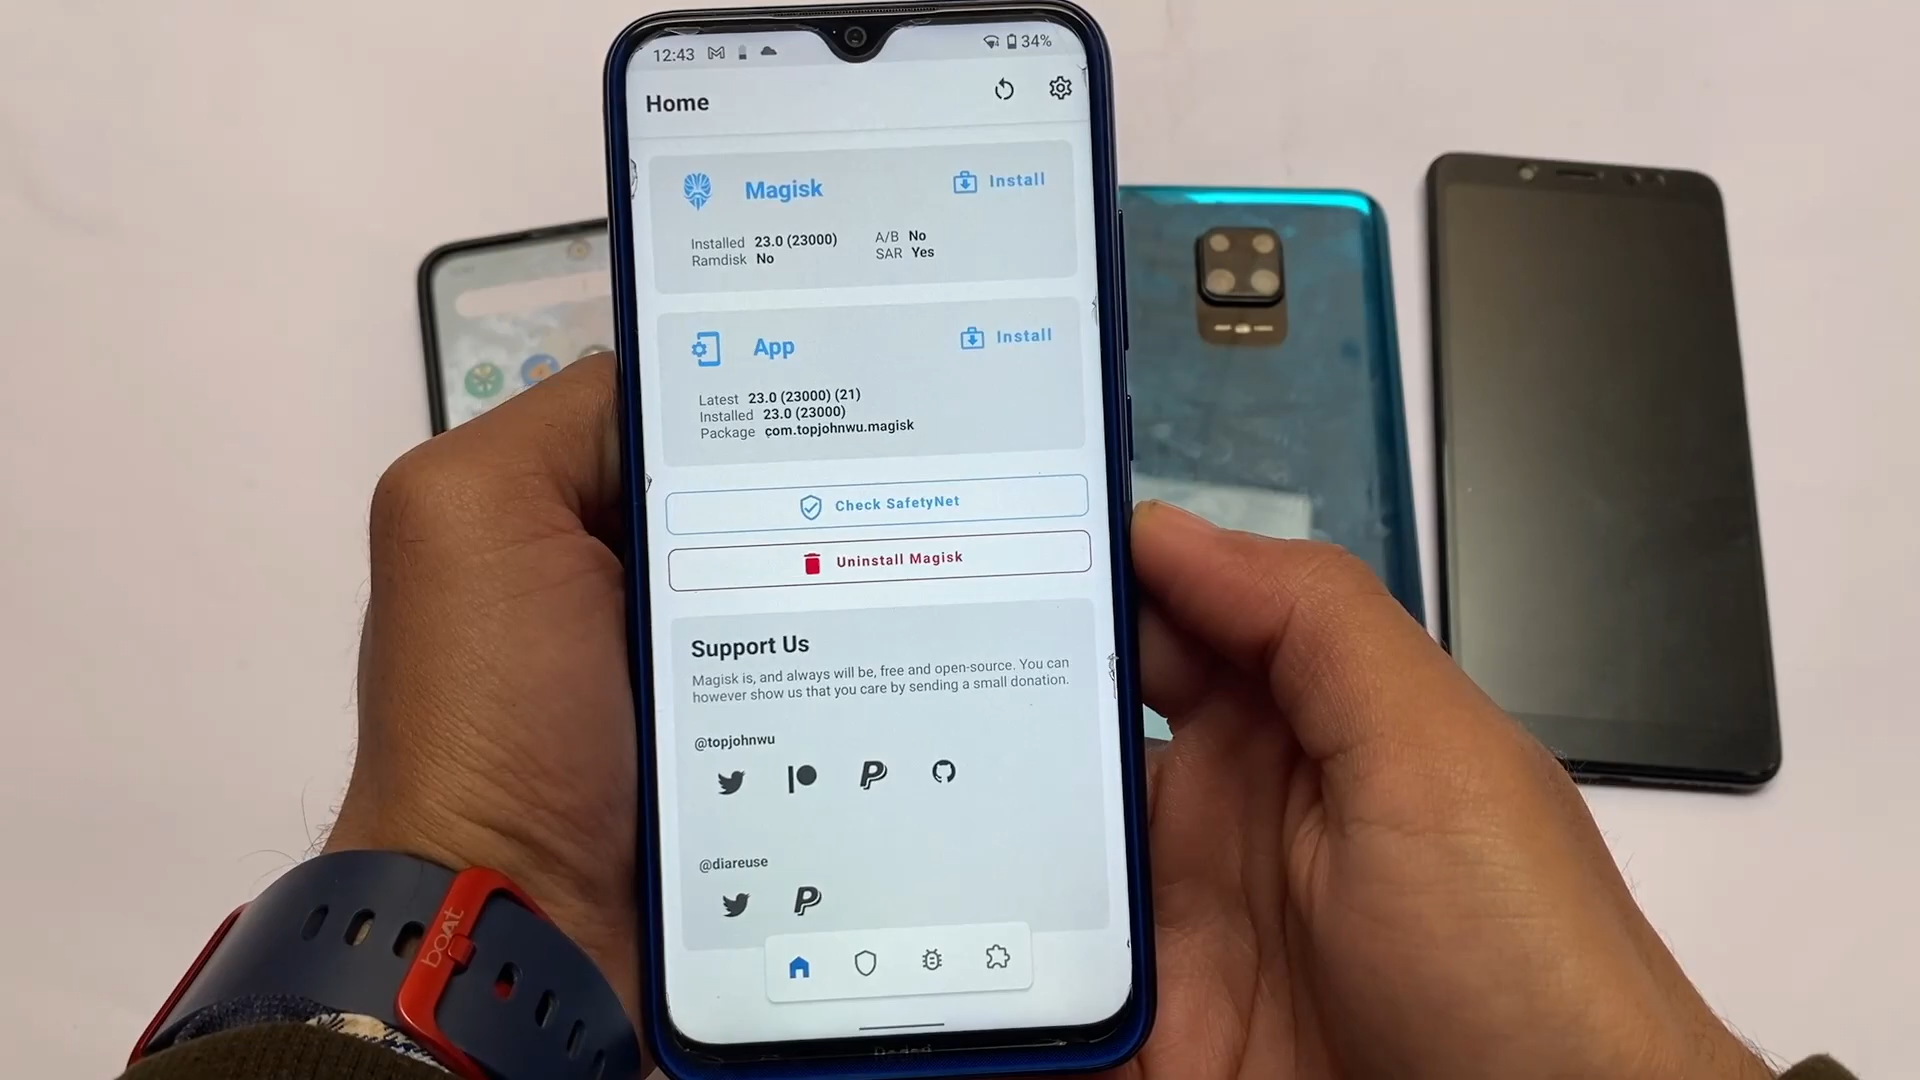 12:43
34%
Home
Magisk
Install
Installed 23.0 (23000)
A/B No
Ramdisk No
SAR Yes
App
Install
Latest 23.0 (23000) (21)
Installed 23.0 (23000)
Package com.topjohnwu.magisk
Check SafetyNet
Uninstall Magisk
Support Us
Magisk is, and always will be, free and open-source. You can
however show us that you care by sending a small donation.
@topjohnwu
@diareuse
boAt